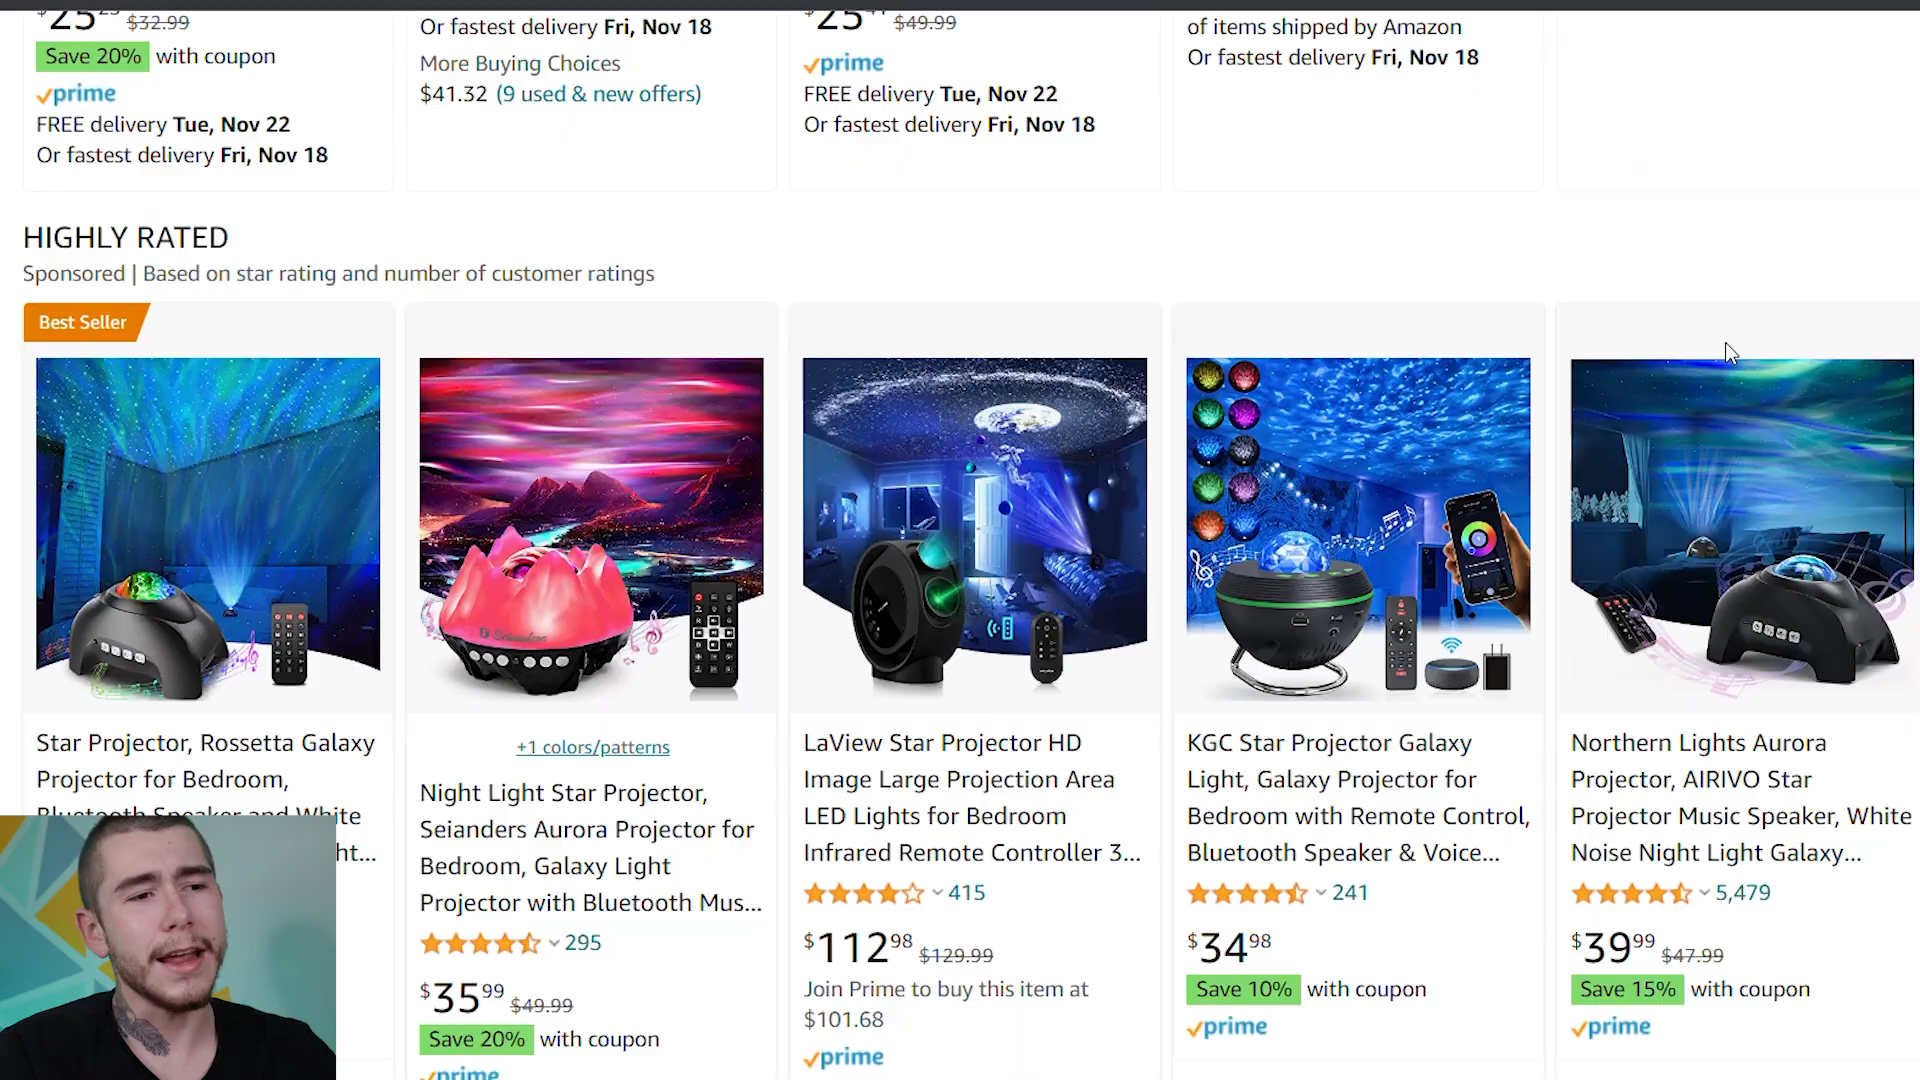 $25 $32.99
Save 20% with coupon
prime
FREE delivery Tue, Nov 22
Or fastest delivery Fri, Nov 18
Or fastest delivery Fri, Nov 18
More Buying Choices
$41.32 (9 used & new offers)
$25 $49.99
prime
FREE delivery Tue, Nov 22
Or fastest delivery Fri, Nov 18
of items shipped by Amazon
Or fastest delivery Fri, Nov 18
HIGHLY RATED
Sponsored | Based on star rating and number of customer ratings
Best Seller
Star Projector, Rossetta Galaxy
Projector for Bedroom,
Bluetooth Speaker and White
ht...
+1 colors/patterns
Night Light Star Projector,
Seianders Aurora Projector for
Bedroom, Galaxy Light
Projector with Bluetooth Mus...
295
$35.99 $49.99
Save 20% with coupon
prime
LaView Star Projector HD
Image Large Projection Area
LED Lights for Bedroom
Infrared Remote Controller 3...
415
$112.98 $129.99
Join Prime to buy this item at
$101.68
prime
KGC Star Projector Galaxy
Light, Galaxy Projector for
Bedroom with Remote Control,
Bluetooth Speaker & Voice...
241
$34.98
Save 10% with coupon
prime
Northern Lights Aurora
Projector, AIRIVO Star
Projector Music Speaker, White
Noise Night Light Galaxy...
5,479
$39.99 $47.99
Save 15% with coupon
prime